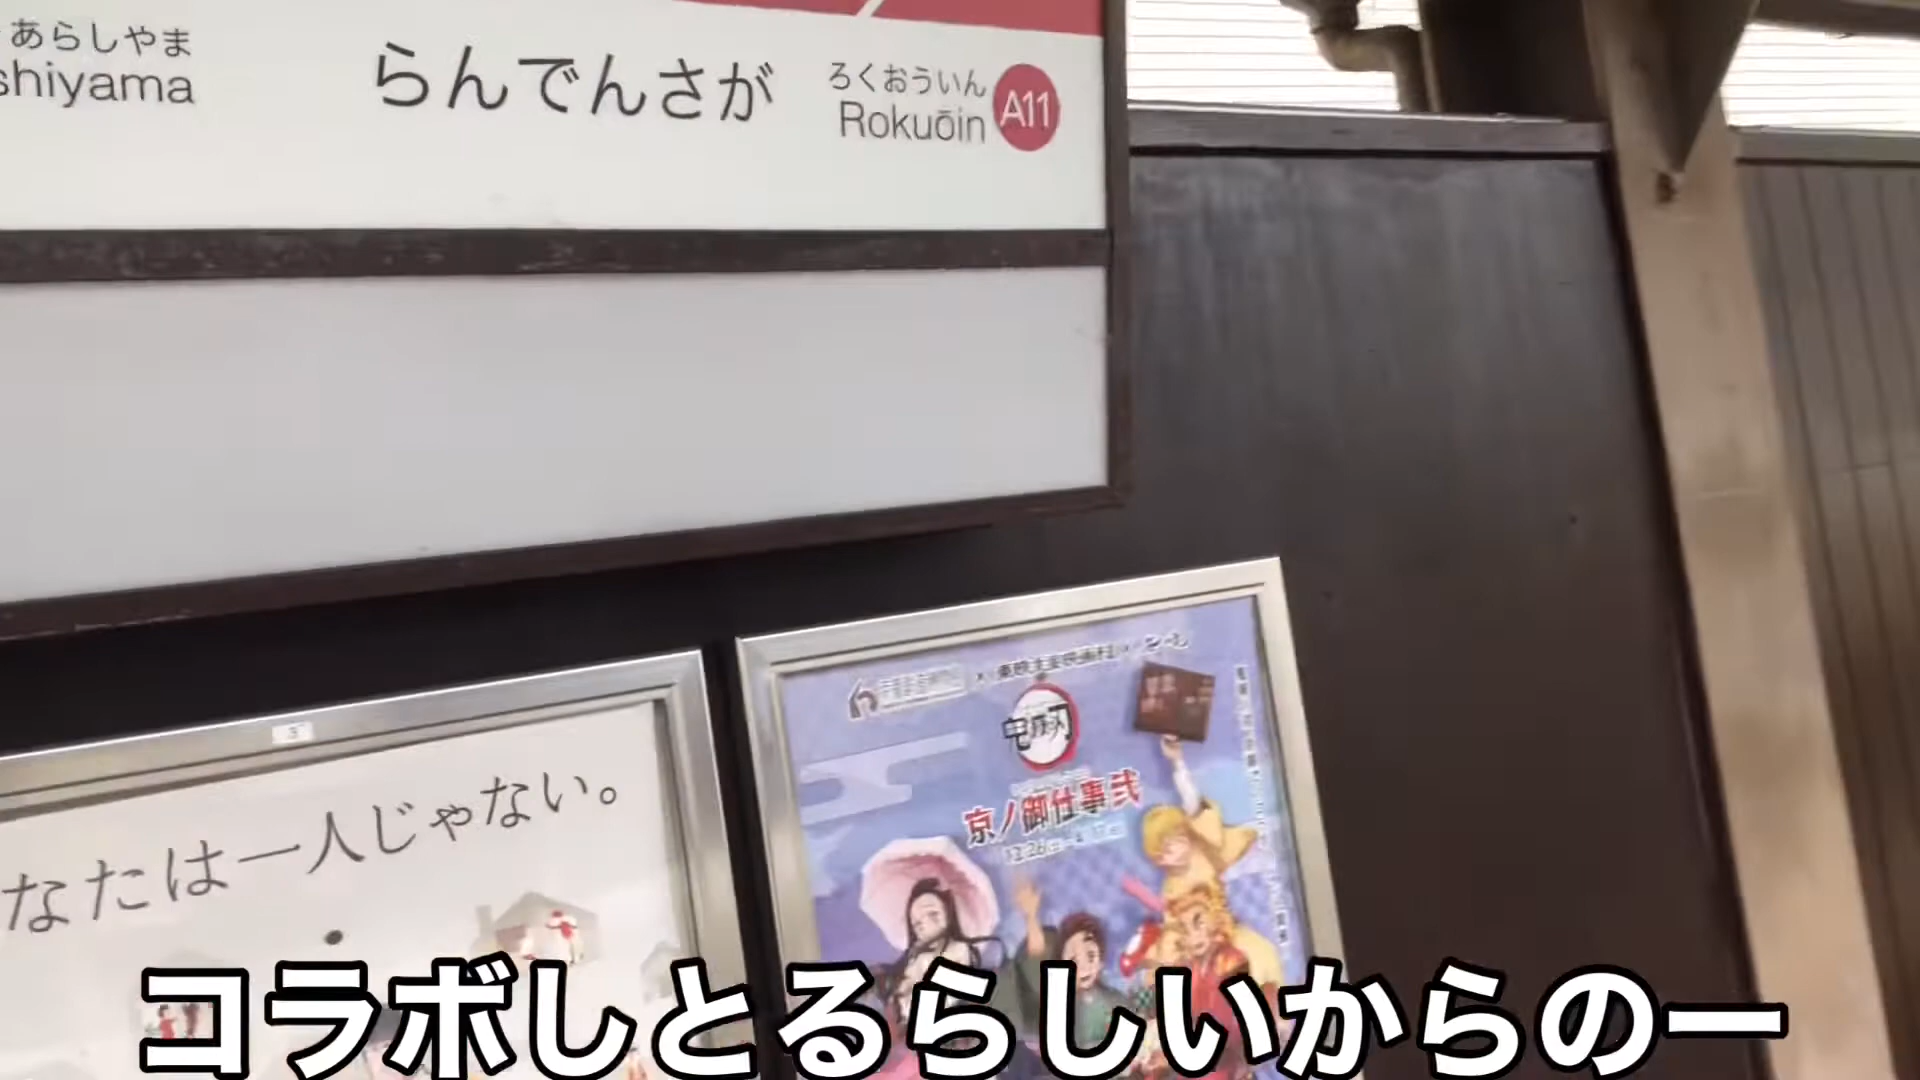 あらしやま
shiyama
らんでんさが
ろくおういん
Rokuōin
A11
3
なたは一人じゃない。
鬼滅の刃
京ノ御仕事弐
コラボしとるらしいからのー